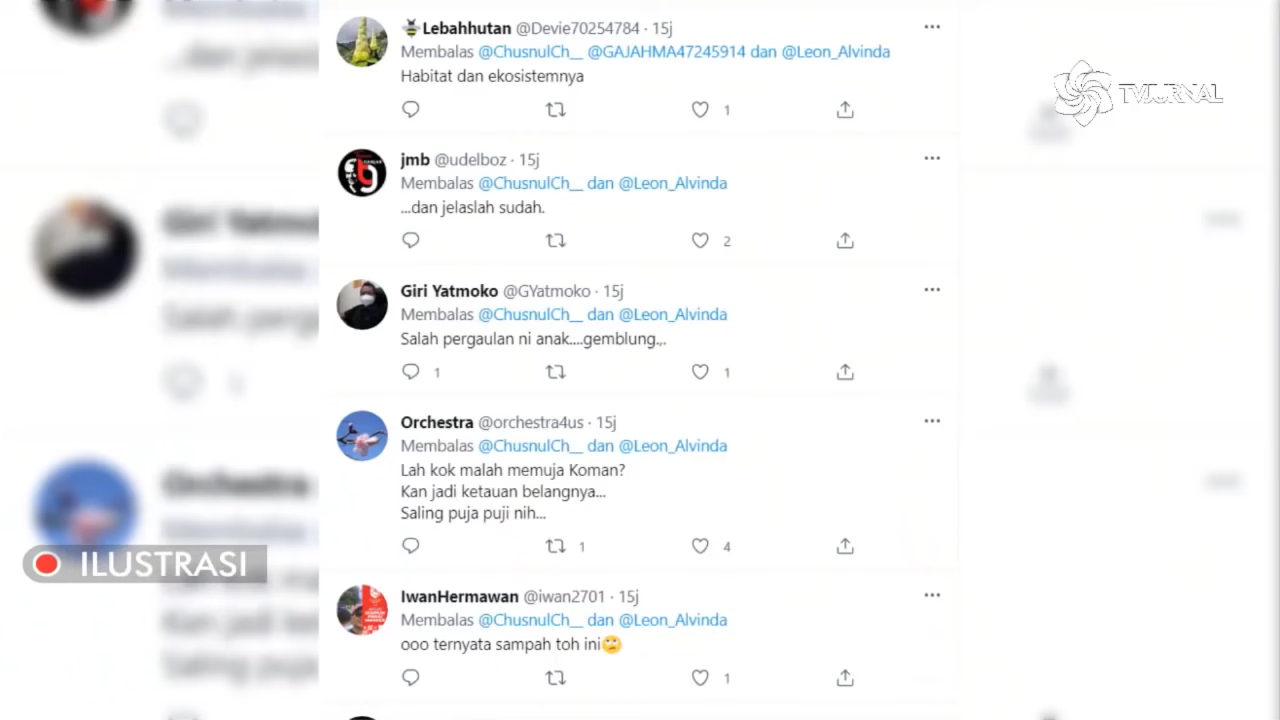 Lebahhutan @Devie70254784 · 15j
Membalas @ChusnulCh__ @GAJAHMA47245914 dan @Leon_Alvinda
Habitat dan ekosistemnya
1
TVJURNAL
jmb @udelboz · 15j
Membalas @ChusnulCh__ dan @Leon_Alvinda
...dan jelaslah sudah.
2
Giri Yatmoko @GYatmoko · 15j
Membalas @ChusnulCh__ dan @Leon_Alvinda
Salah pergaulan ni anak....gemblung.,.
1 1
Orchestra @orchestra4us · 15j
Membalas @ChusnulCh__ dan @Leon_Alvinda
Lah kok malah memuja Koman?
Kan jadi ketauan belangnya...
Saling puja puji nih...
1 4
ILUSTRASI
IwanHermawan @iwan2701 · 15j
Membalas @ChusnulCh__ dan @Leon_Alvinda
ooo ternyata sampah toh ini🙄
1